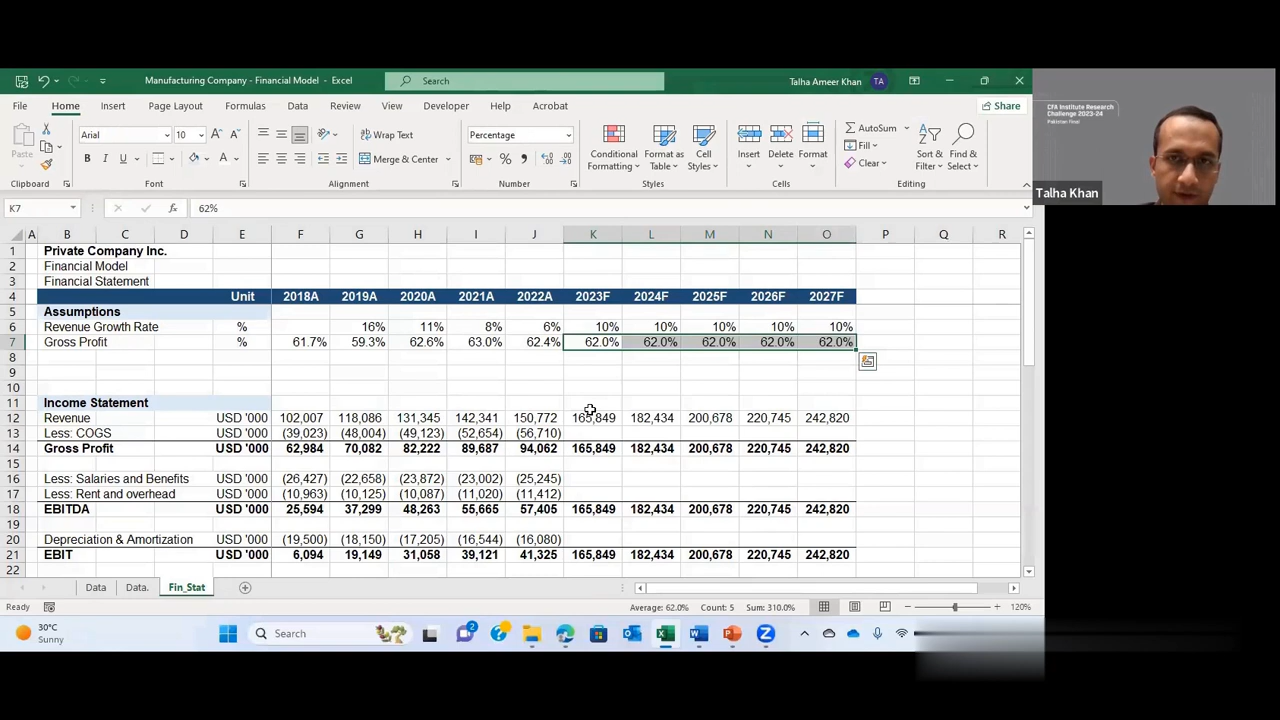 Manufacturing Company - Financial Model - Excel
Search
Talha Ameer Khan TA
File Home Insert Page Layout Formulas Data Review View Developer Help Acrobat Share
Paste
Clipboard
Arial 10
B I U
Font
Wrap Text
Merge & Center
Alignment
Percentage
Number
Conditional Formatting
Format as Table
Cell Styles
Styles
Insert Delete Format
Cells
AutoSum
Fill
Clear
Sort & Filter
Find & Select
Editing
CFA Institute Research
Challenge 2023-24
Pakistan final
Talha Khan
K7 fx 62%
A B C D E F G H I J K L M N O P Q R
1 Private Company Inc.
2 Financial Model
3 Financial Statement
4 Unit 2018A 2019A 2020A 2021A 2022A 2023F 2024F 2025F 2026F 2027F
5 Assumptions
6 Revenue Growth Rate % 16% 11% 8% 6% 10% 10% 10% 10% 10%
7 Gross Profit % 61.7% 59.3% 62.6% 63.0% 62.4% 62.0% 62.0% 62.0% 62.0% 62.0%
8
9
10
11 Income Statement
12 Revenue USD '000 102,007 118,086 131,345 142,341 150,772 165,849 182,434 200,678 220,745 242,820
13 Less: COGS USD '000 (39,023) (48,004) (49,123) (52,654) (56,710)
14 Gross Profit USD '000 62,984 70,082 82,222 89,687 94,062 165,849 182,434 200,678 220,745 242,820
15
16 Less: Salaries and Benefits USD '000 (26,427) (22,658) (23,872) (23,002) (25,245)
17 Less: Rent and overhead USD '000 (10,963) (10,125) (10,087) (11,020) (11,412)
18 EBITDA USD '000 25,594 37,299 48,263 55,665 57,405 165,849 182,434 200,678 220,745 242,820
19
20 Depreciation & Amortization USD '000 (19,500) (18,150) (17,205) (16,544) (16,080)
21 EBIT USD '000 6,094 19,149 31,058 39,121 41,325 165,849 182,434 200,678 220,745 242,820
22
Data Data. Fin_Stat
Ready Average: 62.0% Count: 5 Sum: 310.0% 120%
30°C
Sunny
Search
2